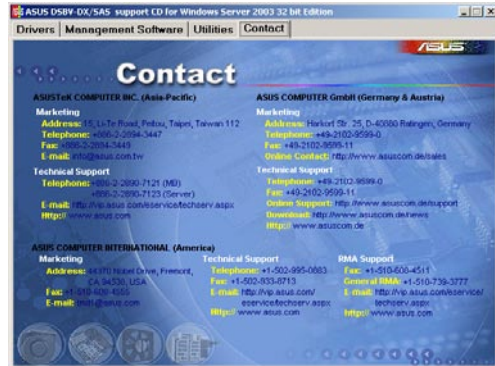 ASUS DSBV-DX/SAS support CD for Windows Server 2003 32 bit Edition
Drivers Management Software Utilities Contact
ASUS
Contact
ASUSTeK COMPUTER INC. (Asia-Pacific)
Marketing
Address: 15, Li-Te Road, Peitou, Taipei, Taiwan 112
Telephone: +886-2-2894-3447
Fax: +886-2-2894-3449
E-mail: info@asus.com.tw
Technical Support
Telephone: +886-2-2890-7121 (MB)
+886-2-2890-7123 (Server)
E-mail: http://vip.asus.com/eservice/techserv.aspx
Http:// www.asus.com
ASUS COMPUTER GmbH (Germany & Austria)
Marketing
Address: Harkort Str. 25, D-40880 Ratingen, Germany
Telephone: +49-2102-9599-0
Fax: +49-2102-9599-11
Online Contact: http://www.asuscom.de/sales
Technical Support
Telephone: +49-2102-9599-0
Fax: +49-2102-9599-11
Online Support: http://www.asuscom.de/support
Download: http://www.asuscom.de/news
Http:// www.asuscom.de
ASUS COMPUTER INTERNATIONAL (America)
Marketing
Address: 44370 Nobel Drive, Fremont,
CA 94538, USA
Fax: +1-510-608-4555
E-mail:
Technical Support
Telephone: +1-502-995-0883
Fax: +1-502-933-8713
E-mail: http://vip.asus.com/
eservice/techserv.aspx
Http:// www.asus.com
RMA Support
Fax: +1-510-608-4511
General RMA: +1-510-739-3777
E-mail: http://vip.asus.com/eservice/
techserv.aspx
Http:// www.asus.com